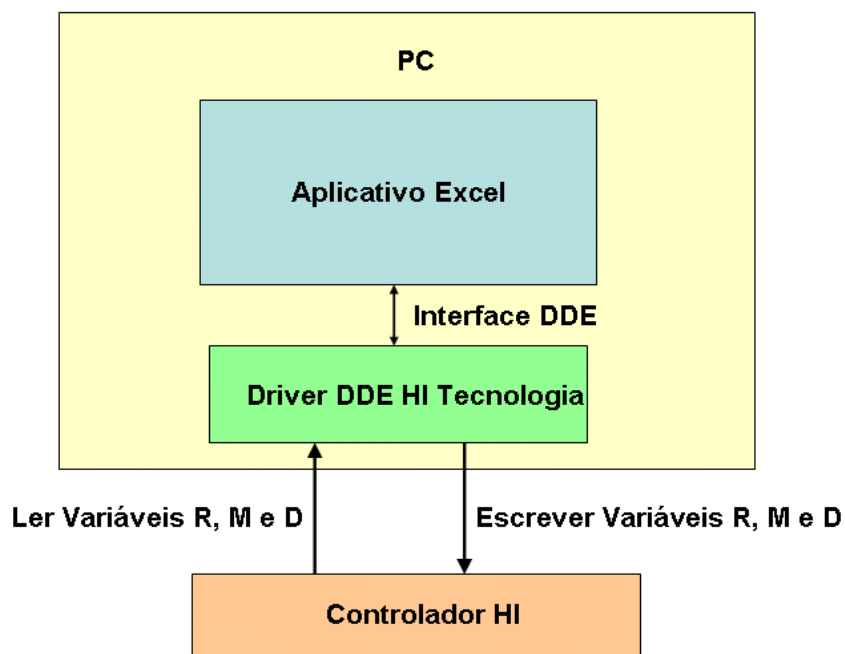 PC
Aplicativo Excel
Interface DDE
Driver DDE HI Tecnologia
Ler Variáveis R, M e D
Escrever Variáveis R, M e D
Controlador HI